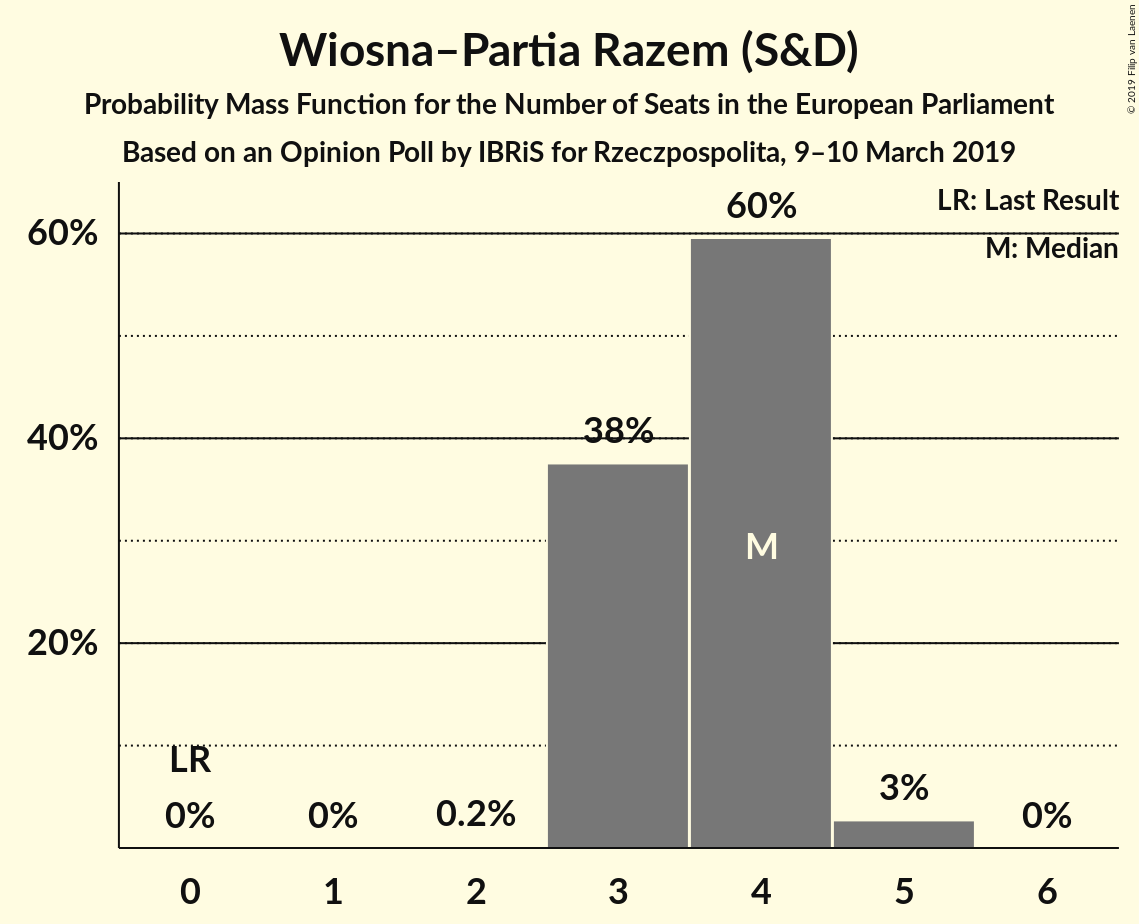 Wiosna–Partia Razem (S&D)
Probability Mass Function for the Number of Seats in the European Parliament
Based on an Opinion Poll by IBRiS for Rzeczpospolita, 9–10 March 2019
© 2019 Filip van Laenen
LR: Last Result
M: Median
60%
40%
20%
LR
0%
0%
0.2%
38%
60%
M
3%
0%
0 1 2 3 4 5 6